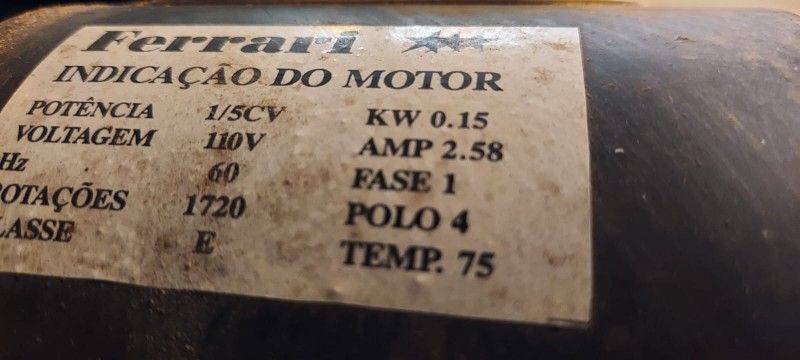 Ferrari
INDICAÇÃO DO MOTOR
POTÊNCIA 1/5CV KW 0.15
VOLTAGEM 110V AMP 2.58
Hz 60 FASE 1
OTAÇÕES 1720 POLO 4
LASSE E TEMP. 75